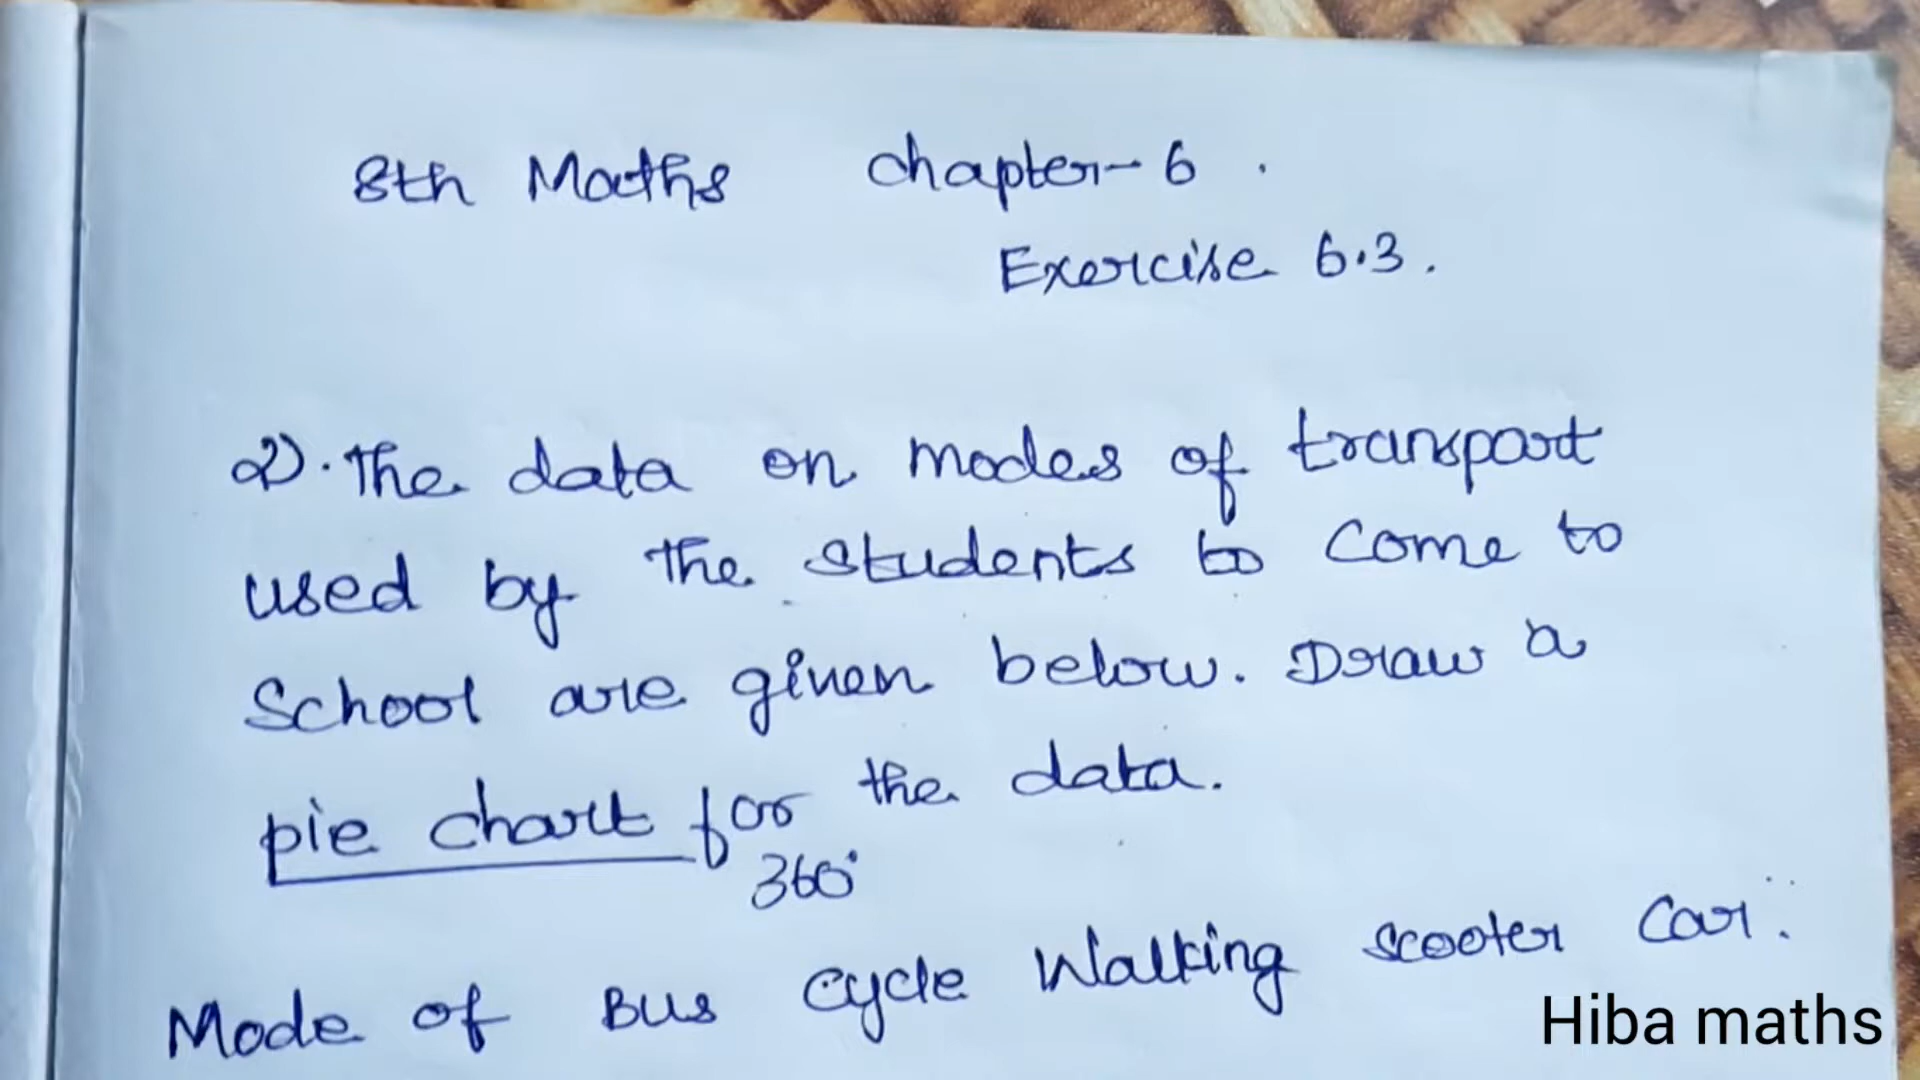 8th Maths chapter-6.
Exercise 6.3.
2). The data on modes of transport
used by the students to come to
School are given below. Draw a
pie chart for the data.
360°
Mode of Bus cycle Walking scooter Car.
Hiba maths